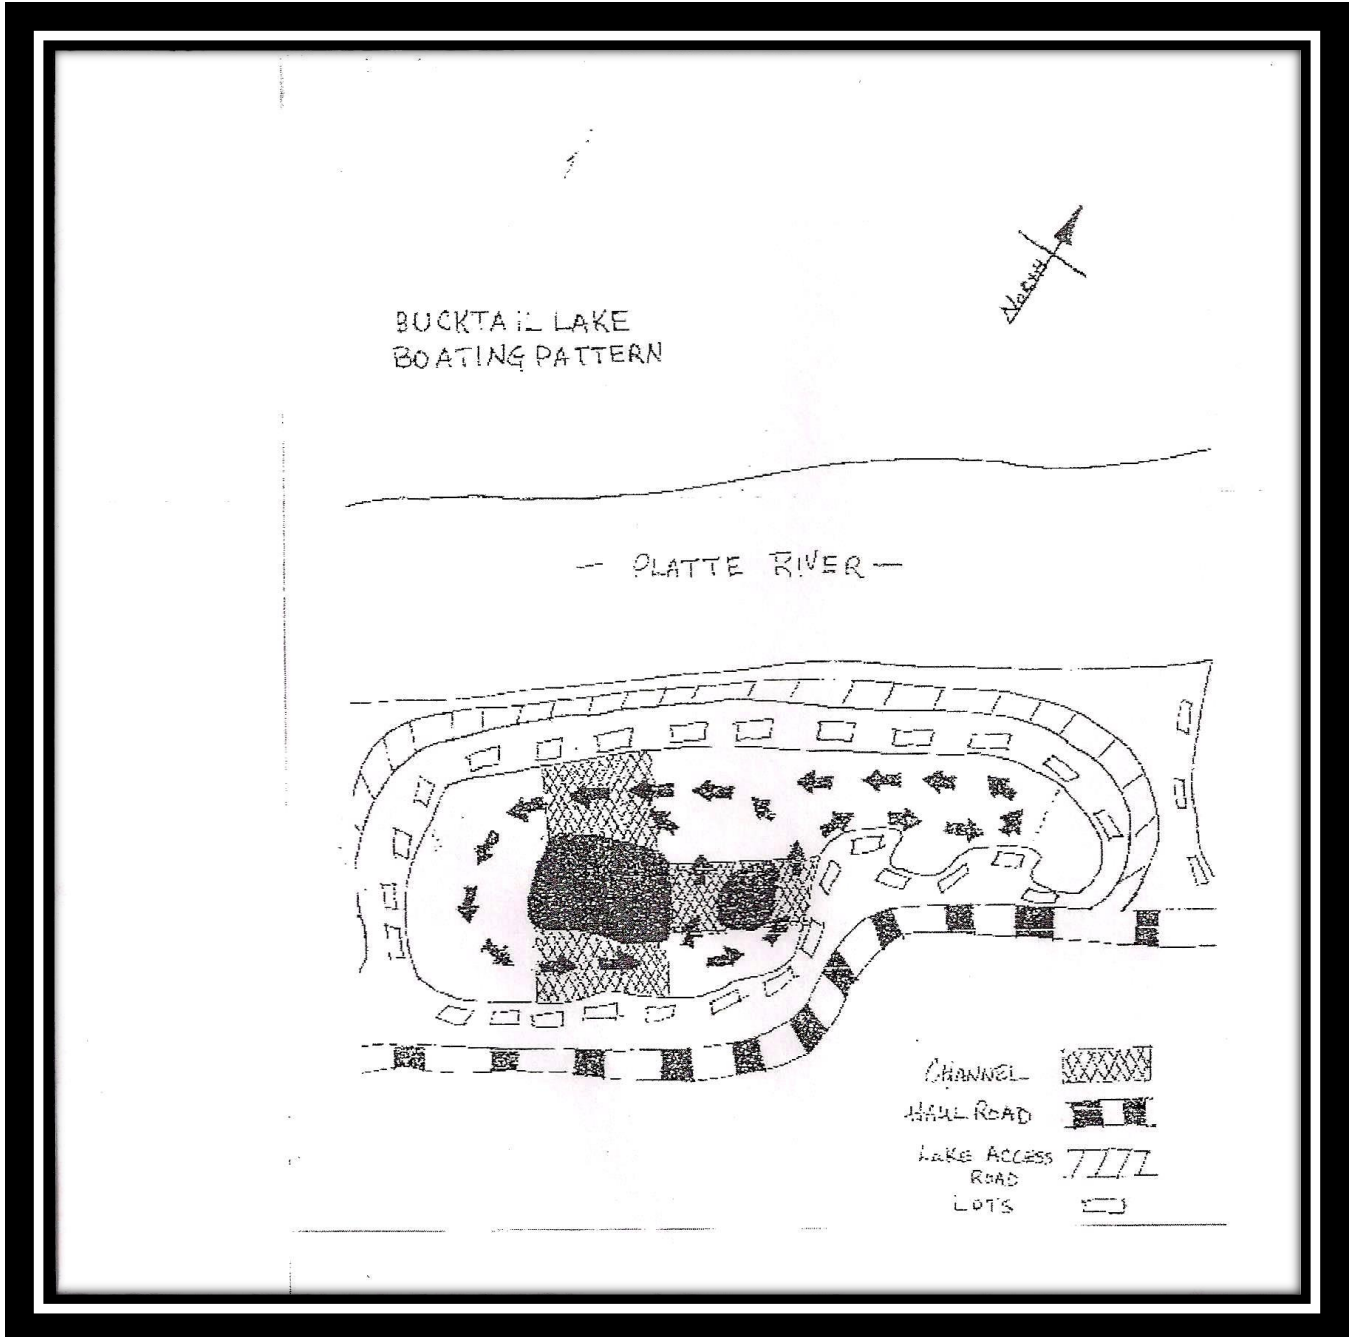 North
BUCKTAIL LAKE
BOATING PATTERN
— PLATTE RIVER —
CHANNEL
HAUL ROAD
LAKE ACCESS
ROAD
LOTS